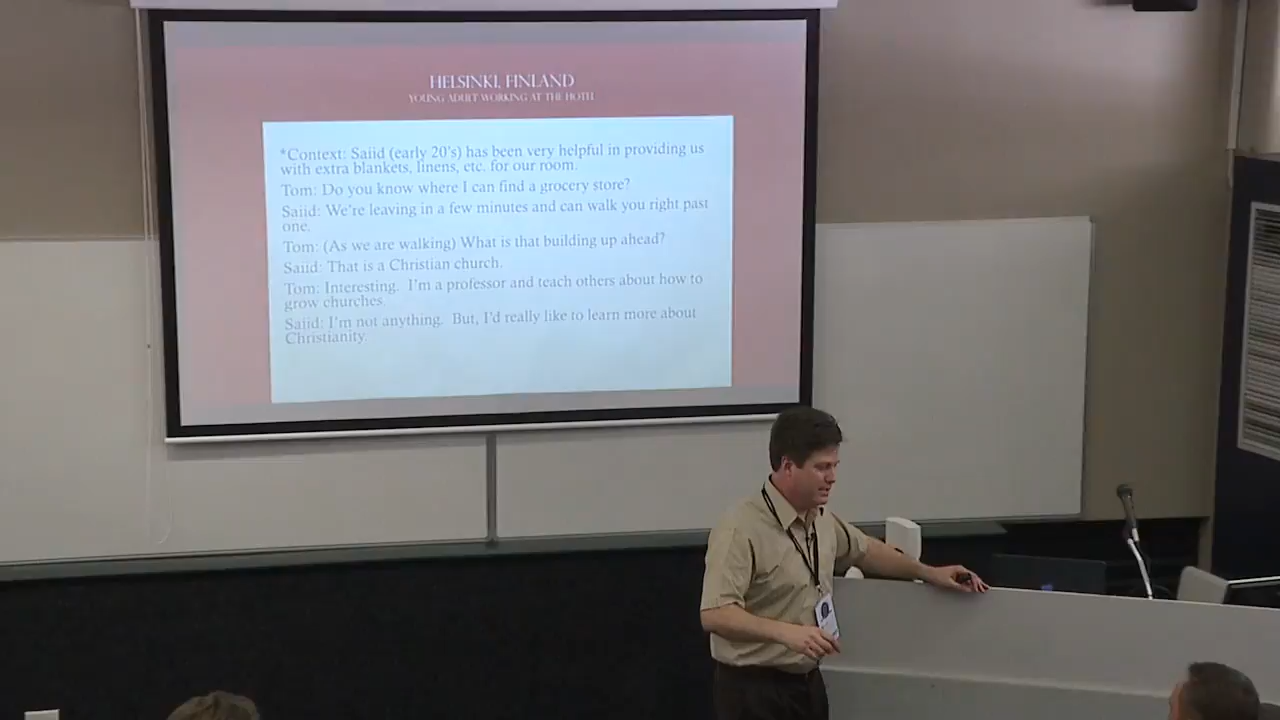 HELSINKI, FINLAND
YOUNG ADULT WORKING AT THE HOTEL
*Context: Saiid (early 20's) has been very helpful in providing us
with extra blankets, linens, etc. for our room.
Tom: Do you know where I can find a grocery store?
Saiid: We're leaving in a few minutes and can walk you right past
one.
Tom: (As we are walking) What is that building up ahead?
Saiid: That is a Christian church.
Tom: Interesting. I'm a professor and teach others about how to
grow churches.
Saiid: I'm not anything. But, I'd really like to learn more about
Christianity.